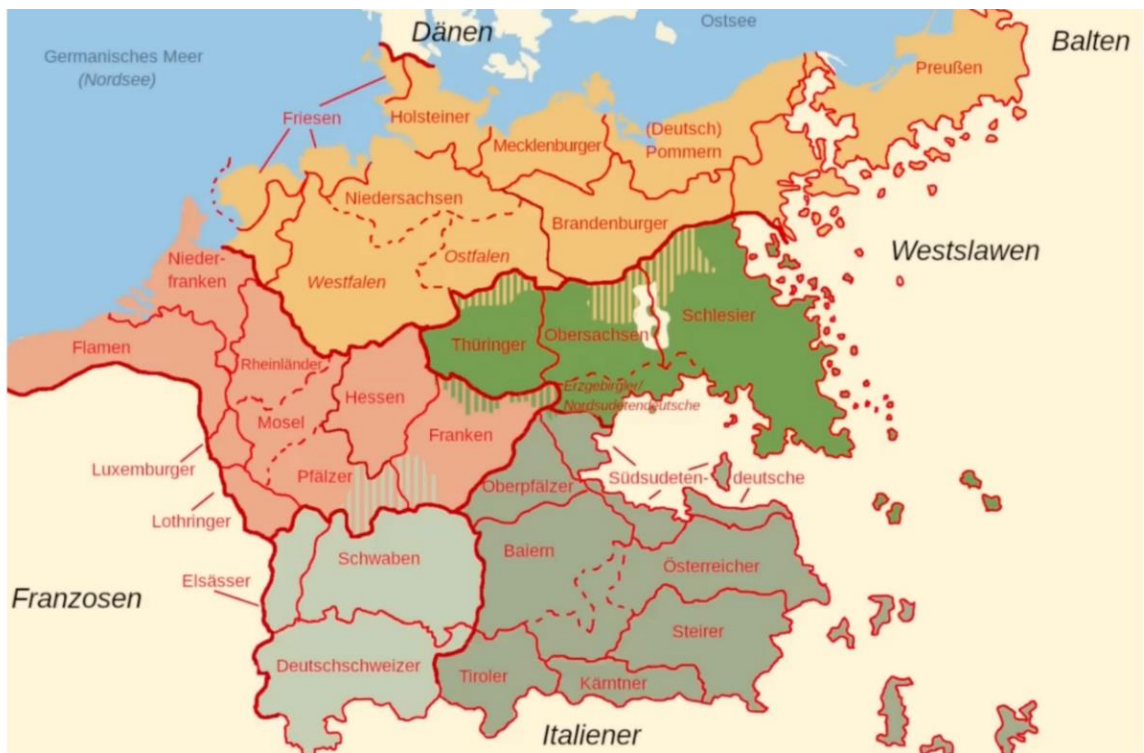 Dänen
Ostsee
Balten
Germanisches Meer
(Nordsee)
Preußen
Friesen
Holsteiner
(Deutsch)
Pommern
Mecklenburger
Niedersachsen
Brandenburger
Westslawen
Nieder-
franken
Ostfalen
Westfalen
Schlesier
Obersachsen
Thüringer
Flamen
Rheinländer
Hessen
Erzgebirgler/
Nordsudetendeutsche
Mosel
Franken
Luxemburger
Pfälzer
Südsudeten-
deutsche
Oberpfälzer
Lothringer
Baiern
Schwaben
Österreicher
Elsässer
Franzosen
Steirer
Deutschschweizer
Tiroler
Kärntner
Italiener